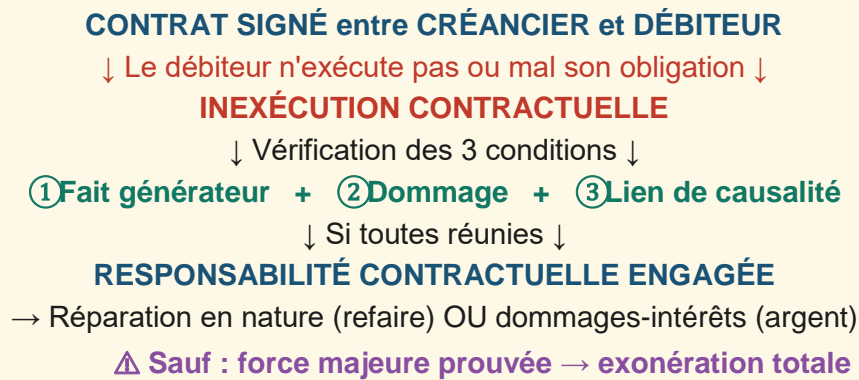 CONTRAT SIGNÉ entre CRÉANCIER et DÉBITEUR
↓ Le débiteur n'exécute pas ou mal son obligation ↓
INEXÉCUTION CONTRACTUELLE
↓ Vérification des 3 conditions ↓
①Fait générateur + ②Dommage + ③Lien de causalité
↓ Si toutes réunies ↓
RESPONSABILITÉ CONTRACTUELLE ENGAGÉE
→ Réparation en nature (refaire) OU dommages-intérêts (argent)
⚠ Sauf : force majeure prouvée → exonération totale